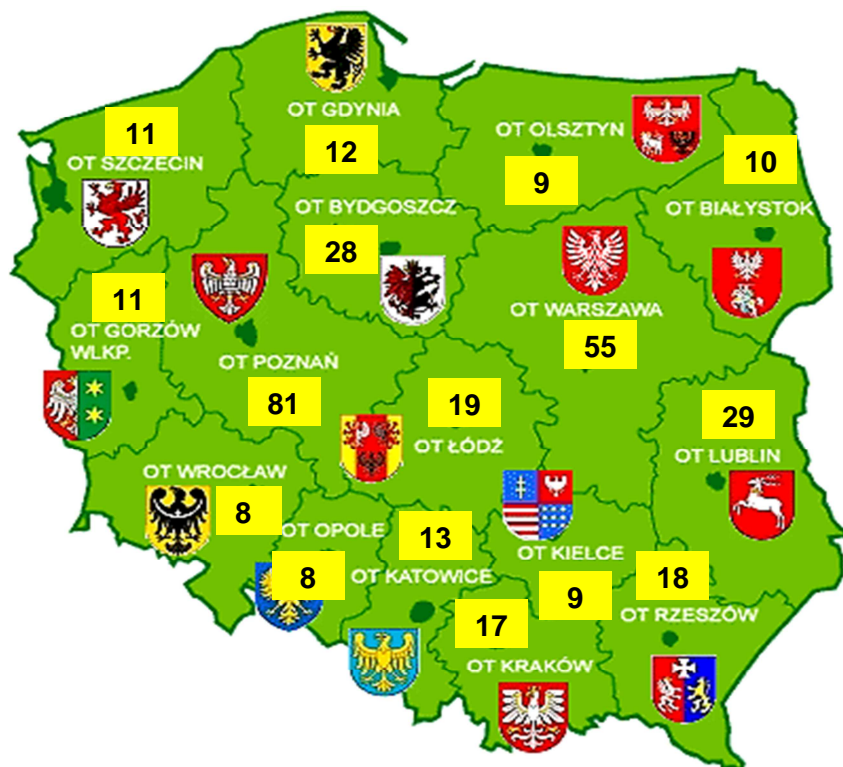 OT GDYNIA
12
11
OT SZCZECIN
OT OLSZTYN
9
10
OT BIAŁYSTOK
OT BYDGOSZCZ
28
11
OT GORZÓW
WLKP.
OT WARSZAWA
55
OT POZNAŃ
81
19
OT ŁÓDŹ
29
OT LUBLIN
OT WROCŁAW
8
OT OPOLE
8
13
OT KATOWICE
OT KIELCE
9
18
OT RZESZÓW
17
OT KRAKÓW